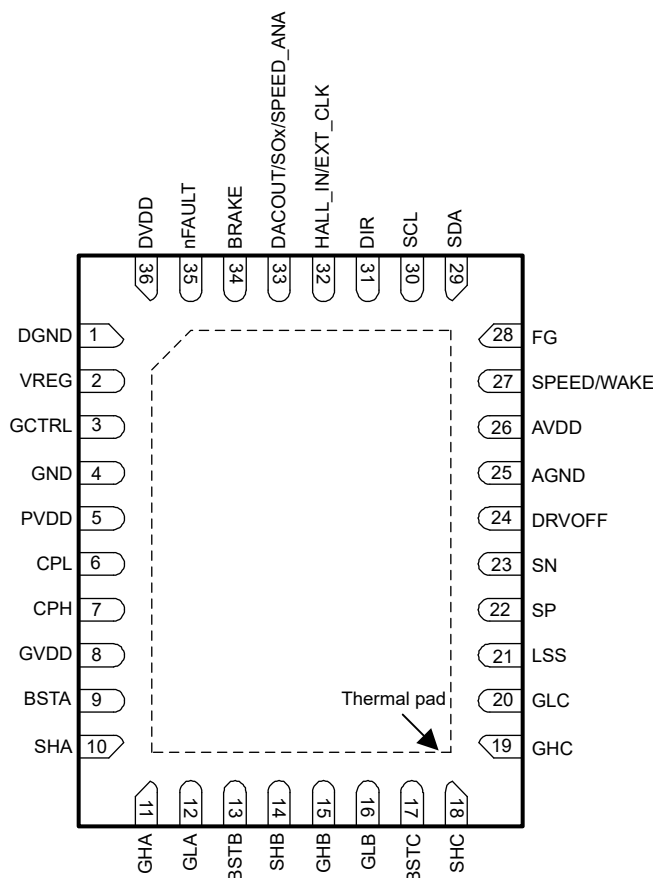 DVDD
nFAULT
BRAKE
DACOUT/SOx/SPEED_ANA
HALL_IN/EXT_CLK
DIR
SCL
SDA
36
35
34
33
32
31
30
29
DGND 1
28 FG
VREG 2
27 SPEED/WAKE
GCTRL 3
26 AVDD
GND 4
25 AGND
PVDD 5
24 DRVOFF
CPL 6
23 SN
CPH 7
22 SP
GVDD 8
21 LSS
BSTA 9
20 GLC
Thermal pad
SHA 10
19 GHC
11
12
13
14
15
16
17
18
GHA
GLA
BSTB
SHB
GHB
GLB
BSTC
SHC